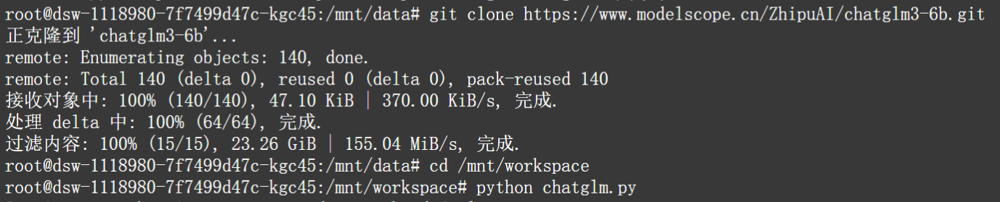 root@dsw-1118980-7f7499d47c-kgc45:/mnt/data# git clone https://www.modelscope.cn/ZhipuAI/chatglm3-6b.git
正克隆到 'chatglm3-6b'...
remote: Enumerating objects: 140, done.
remote: Total 140 (delta 0), reused 0 (delta 0), pack-reused 140
接收对象中: 100% (140/140), 47.10 KiB | 370.00 KiB/s, 完成.
处理 delta 中: 100% (64/64), 完成.
过滤内容: 100% (15/15), 23.26 GiB | 155.04 MiB/s, 完成.
root@dsw-1118980-7f7499d47c-kgc45:/mnt/data# cd /mnt/workspace
root@dsw-1118980-7f7499d47c-kgc45:/mnt/workspace# python chatglm.py